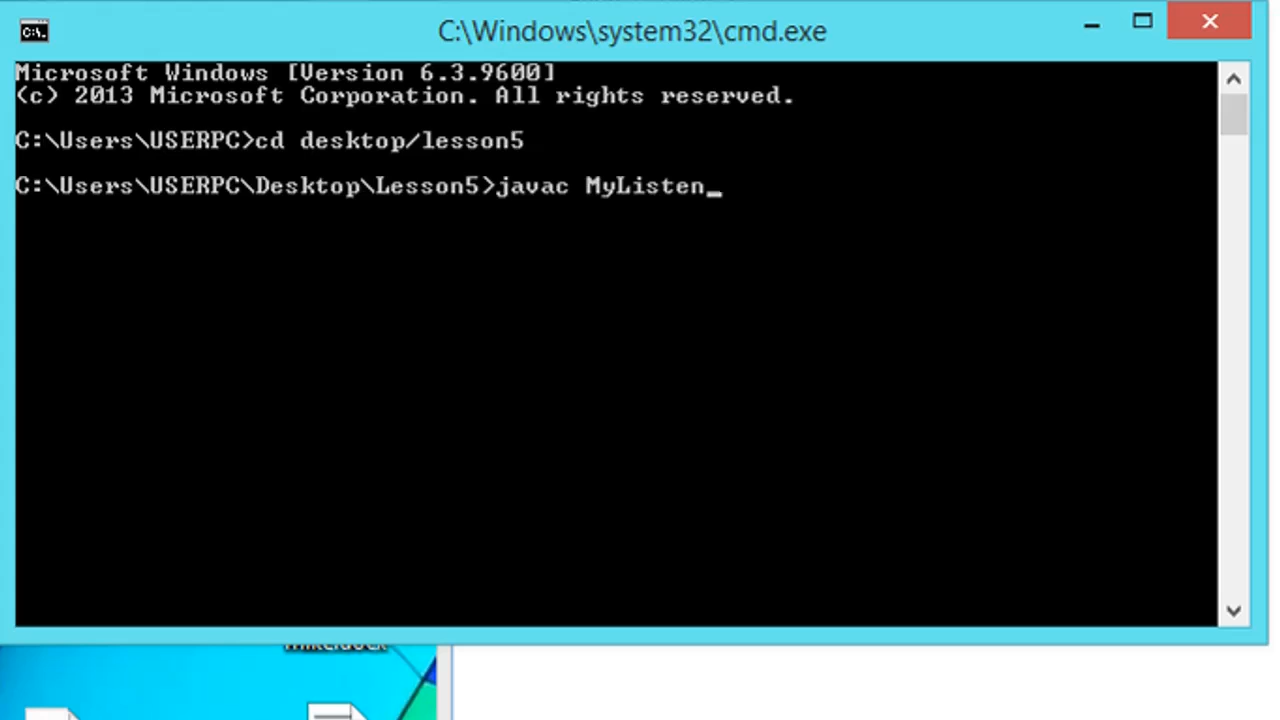 C:\Windows\system32\cmd.exe
Microsoft Windows [Version 6.3.9600]
(c) 2013 Microsoft Corporation. All rights reserved.
C:\Users\USERPC>cd desktop/lesson5
C:\Users\USERPC\Desktop\Lesson5>javac MyListen_